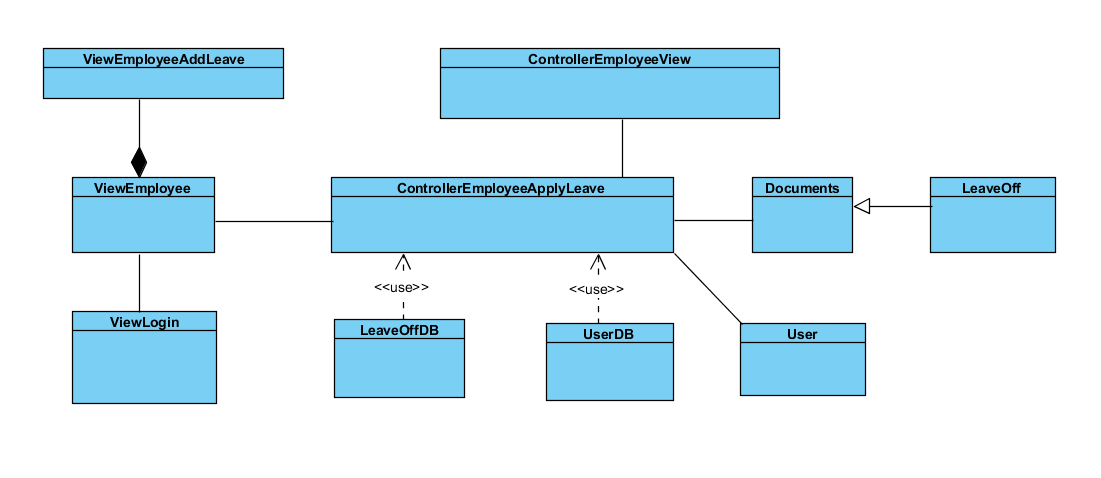 ViewEmployeeAddLeave
ControllerEmployeeView
ViewEmployee
ControllerEmployeeApplyLeave
Documents
LeaveOff
<<use>>
<<use>>
ViewLogin
LeaveOffDB
UserDB
User